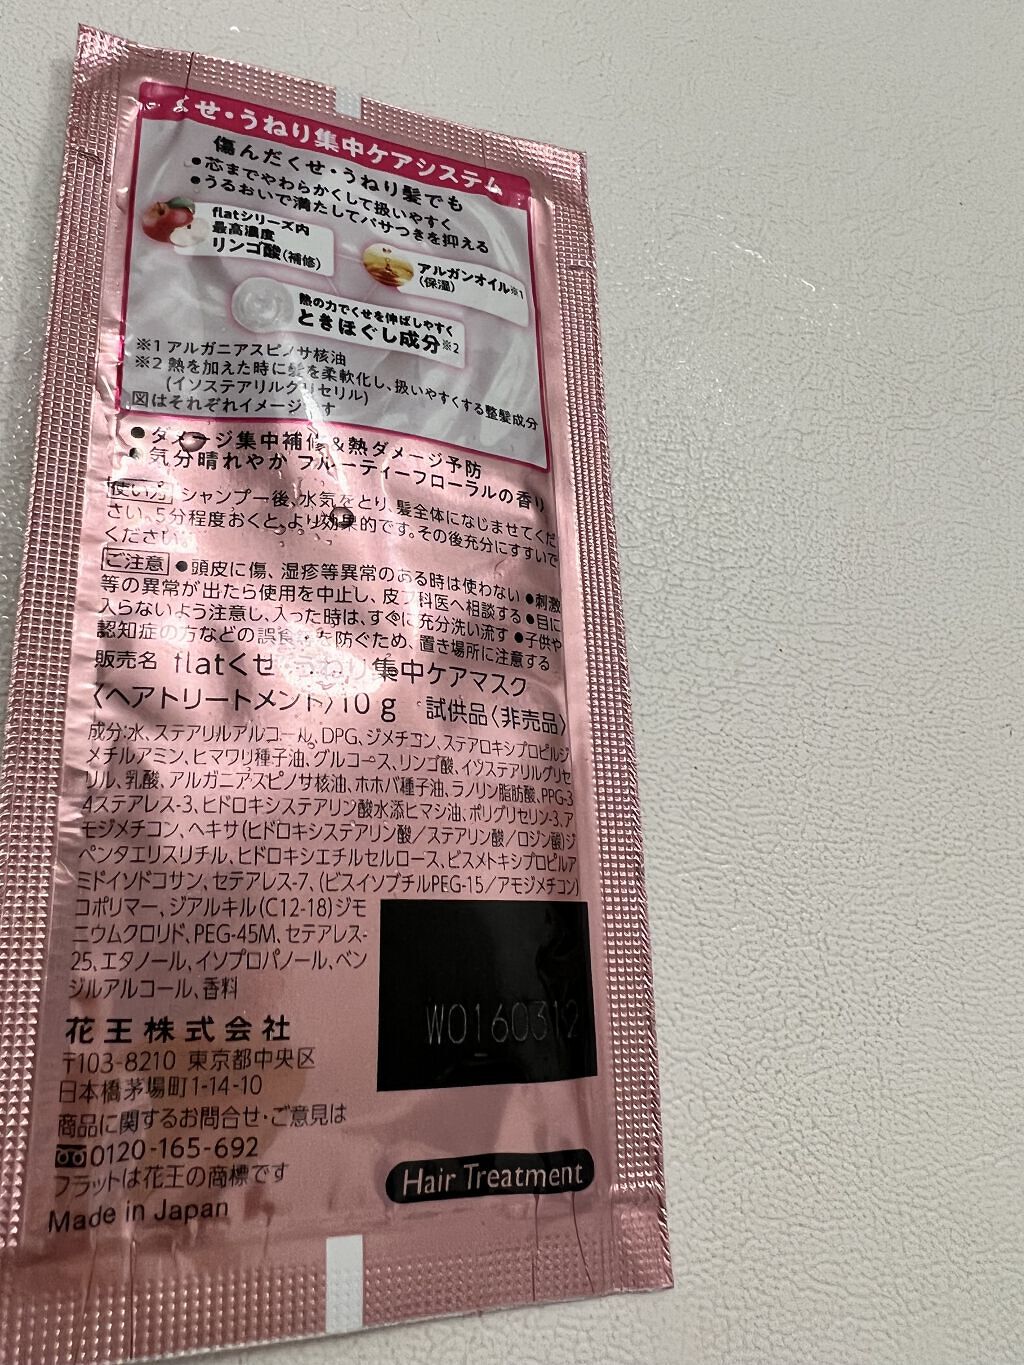 くせ・うねり集中ケアシステム
傷んだくせ・うねり髪でも
●芯までやわらかくして扱いやすく
●うるおいで満たしてパサつきを抑える
flatシリーズ内
最高濃度
リンゴ酸(補修)
アルガンオイル※1
(保湿)
熱の力でくせを伸ばしやすく
ときほぐし成分※2
※1 アルガニアスピノサ核油
※2 熱を加えた時に髪を柔軟化し、扱いやすくする整髪成分
(イソステアリルグリセリル)
図はそれぞれイメージです
●ダメージ集中補修&熱ダメージ予防
●気分晴れやか フルーティーフローラルの香り
使い方 シャンプー後、水気をとり、髪全体になじませてくだ
さい。5分程度おくと、より効果的です。その後充分にすすいで
ください。
ご注意 ●頭皮に傷、湿疹等異常のある時は使わない ●刺激
等の異常が出たら使用を中止し、皮フ科医へ相談する ●目に
入らないよう注意し、入った時は、すぐに充分洗い流す ●子供や
認知症の方などの誤食等を防ぐため、置き場所に注意する
販売名 flatくせ・うねり集中ケアマスク
〈ヘアトリートメント〉10g 試供品〈非売品〉
成分:水、ステアリルアルコール、DPG、ジメチコン、ステアロキシプロピルジ
メチルアミン、ヒマワリ種子油、グルコース、リンゴ酸、イソステアリルグリセ
リル、乳酸、アルガニアスピノサ核油、ホホバ種子油、ラノリン脂肪酸、PPG-3
4ステアレス-3、ヒドロキシステアリン酸水添ヒマシ油、ポリグリセリン-3、ア
モジメチコン、ヘキサ(ヒドロキシステアリン酸/ステアリン酸/ロジン酸)ジ
ペンタエリスリチル、ヒドロキシエチルセルロース、ビスメトキシプロピルア
ミドイソドコサン、セテアレス-7、(ビスイソブチルPEG-15/アモジメチコン)
コポリマー、ジアルキル(C12-18)ジモ
ニウムクロリド、PEG-45M、セテアレス-
25、エタノール、イソプロパノール、ベン
ジルアルコール、香料
W0160312
花王株式会社
〒103-8210 東京都中央区
日本橋茅場町1-14-10
商品に関するお問合せ・ご意見は
0120-165-692
フラットは花王の商標です
Made in Japan
Hair Treatment